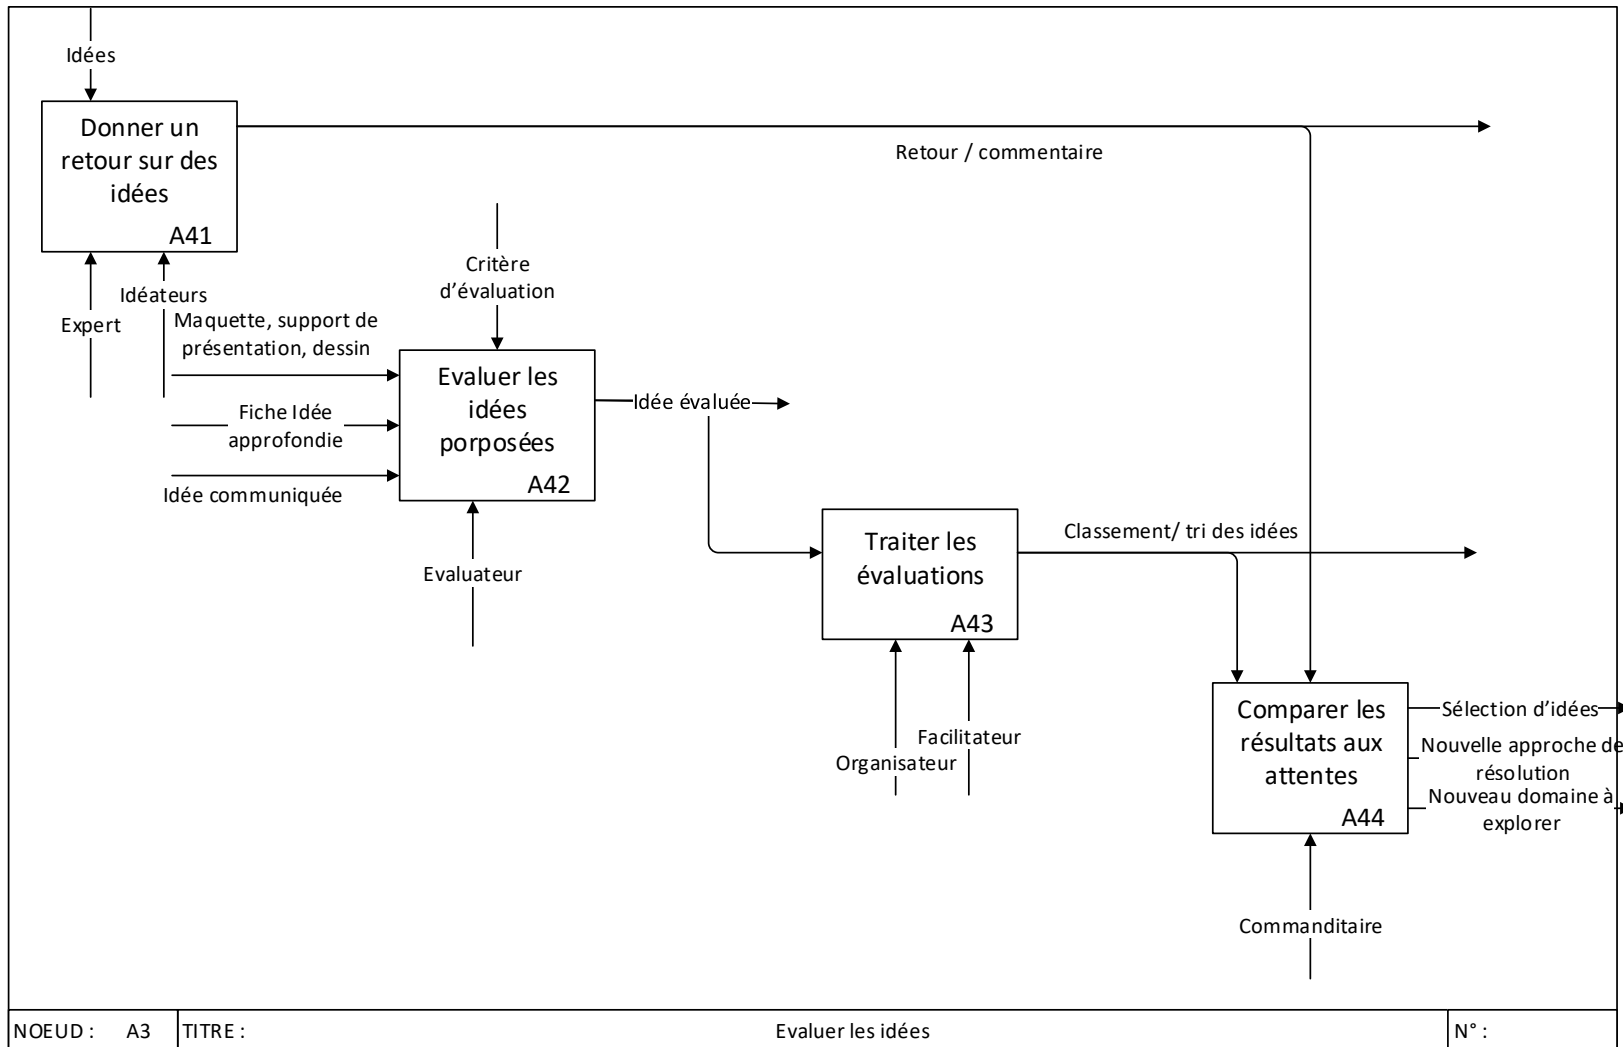 Idées
Donner un
retour sur des
idées
A41
Retour / commentaire
Expert
Idéateurs
Maquette, support de
présentation, dessin
Fiche Idée
approfondie
Idée communiquée
Critère
d'évaluation
Evaluer les
idées
porposées
A42
Evaluateur
Idée évaluée
Traiter les
évaluations
A43
Classement/ tri des idées
Organisateur
Facilitateur
Comparer les
résultats aux
attentes
A44
Sélection d'idées
Nouvelle approche de
résolution
Nouveau domaine à
explorer
Commanditaire
NOEUD : A3 TITRE : Evaluer les idées N° :